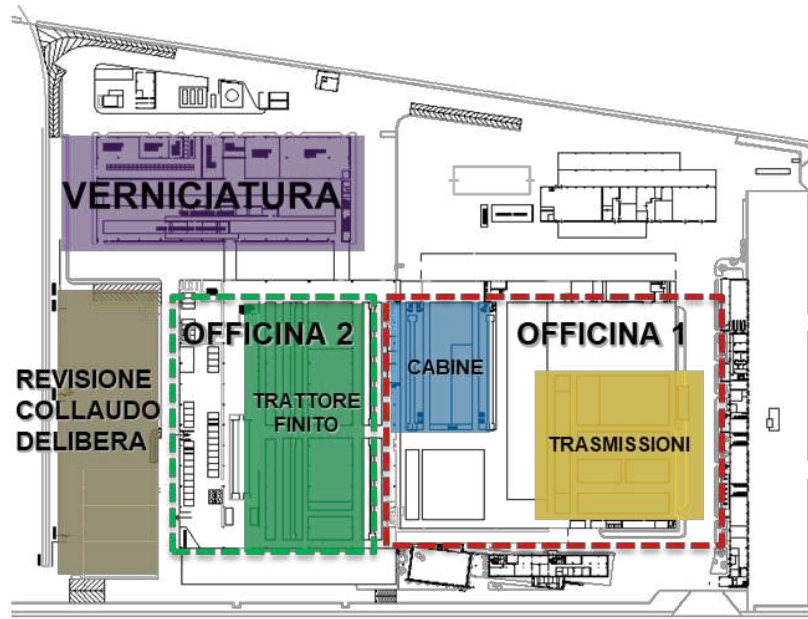 VERNICIATURA
OFFICINA 2
OFFICINA 1
CABINE
REVISIONE
COLLAUDO
DELIBERA
TRATTORE
FINITO
TRASMISSIONI